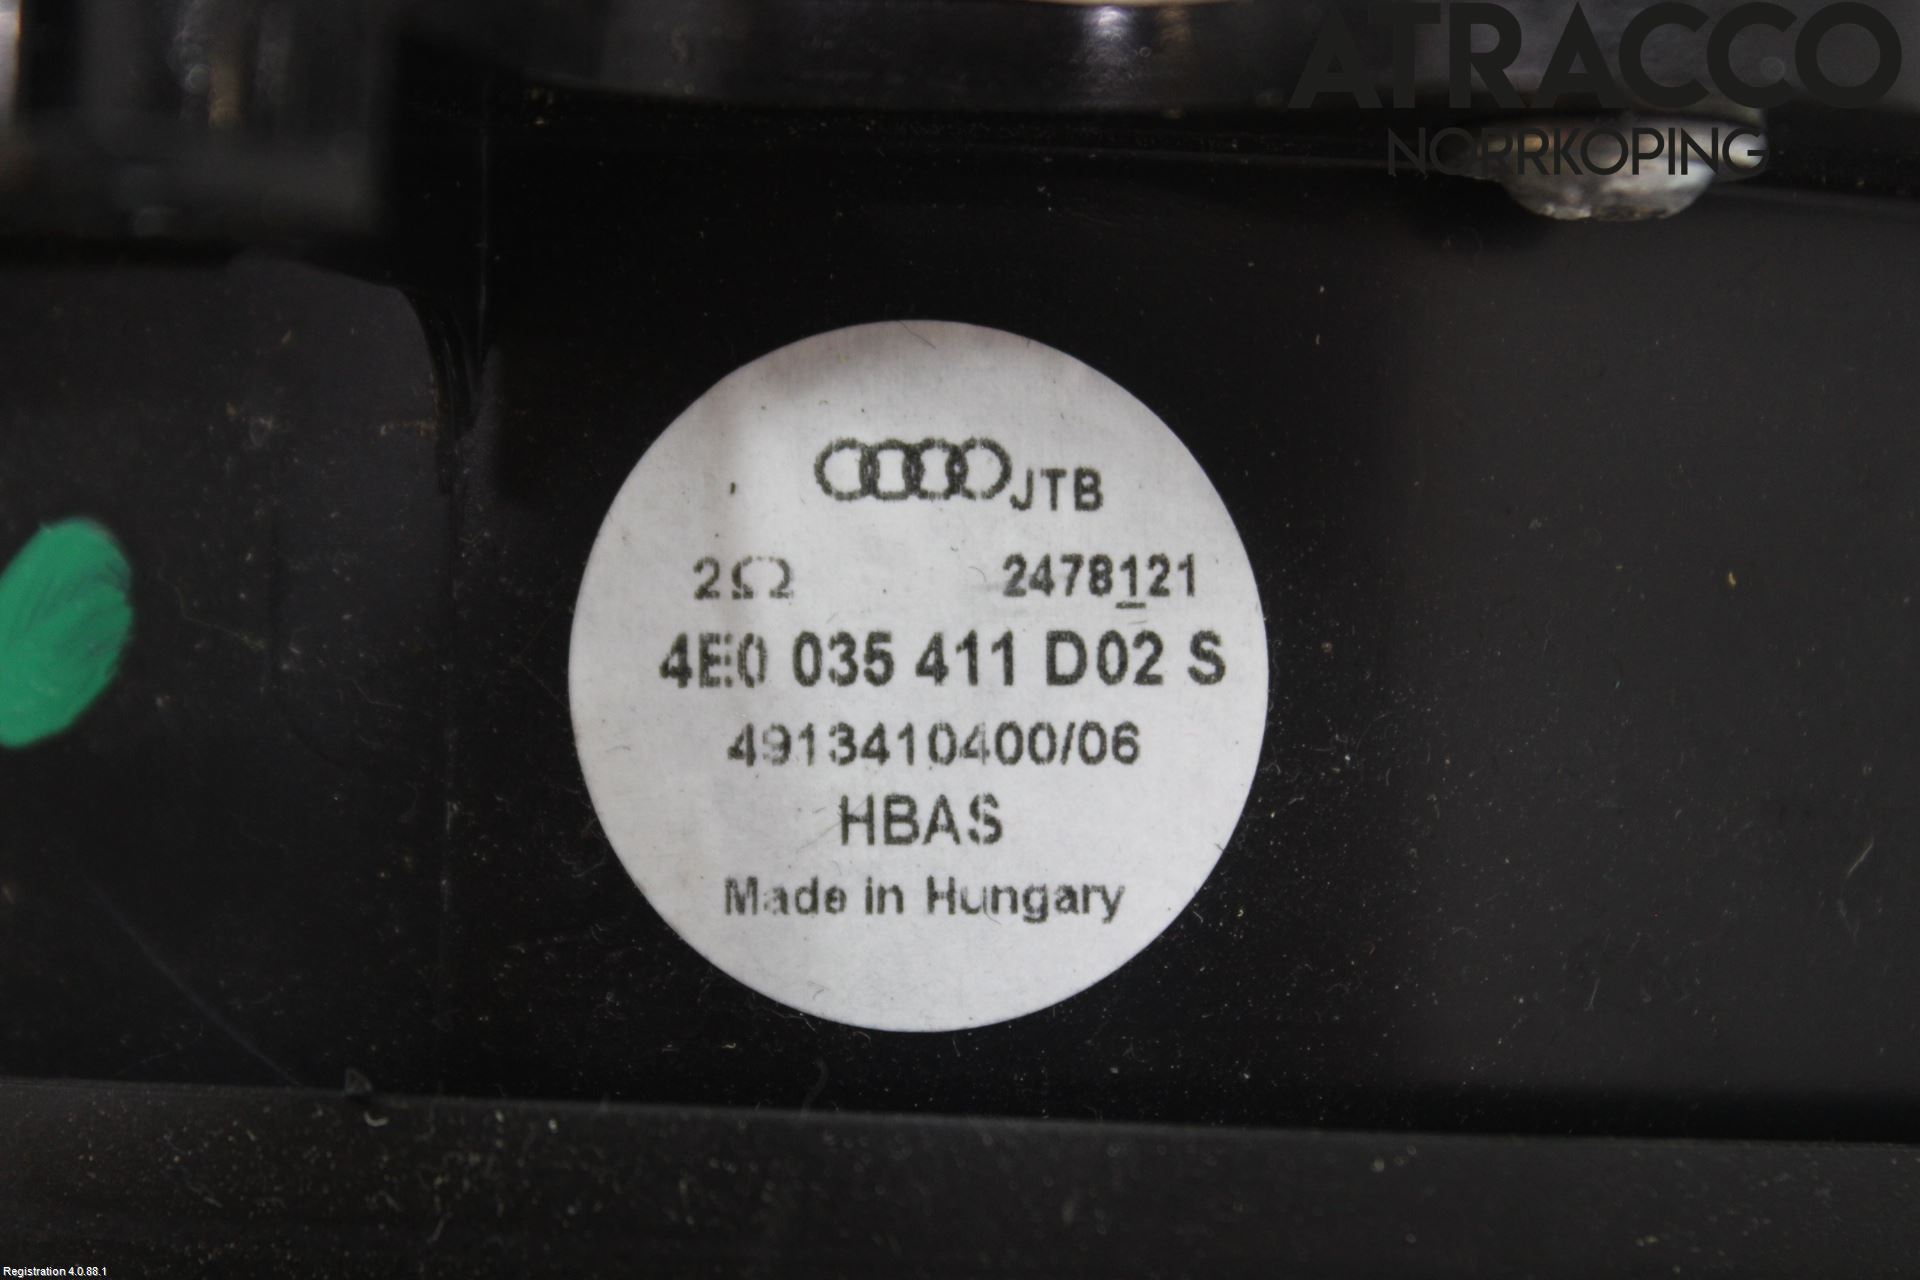 ATRACCO
NORRKÖPING
JTB
2Ω 2478121
4E0 035 411 D02 S
4913410400/06
HBAS
Made in Hungary
Registration 4.0.88.1